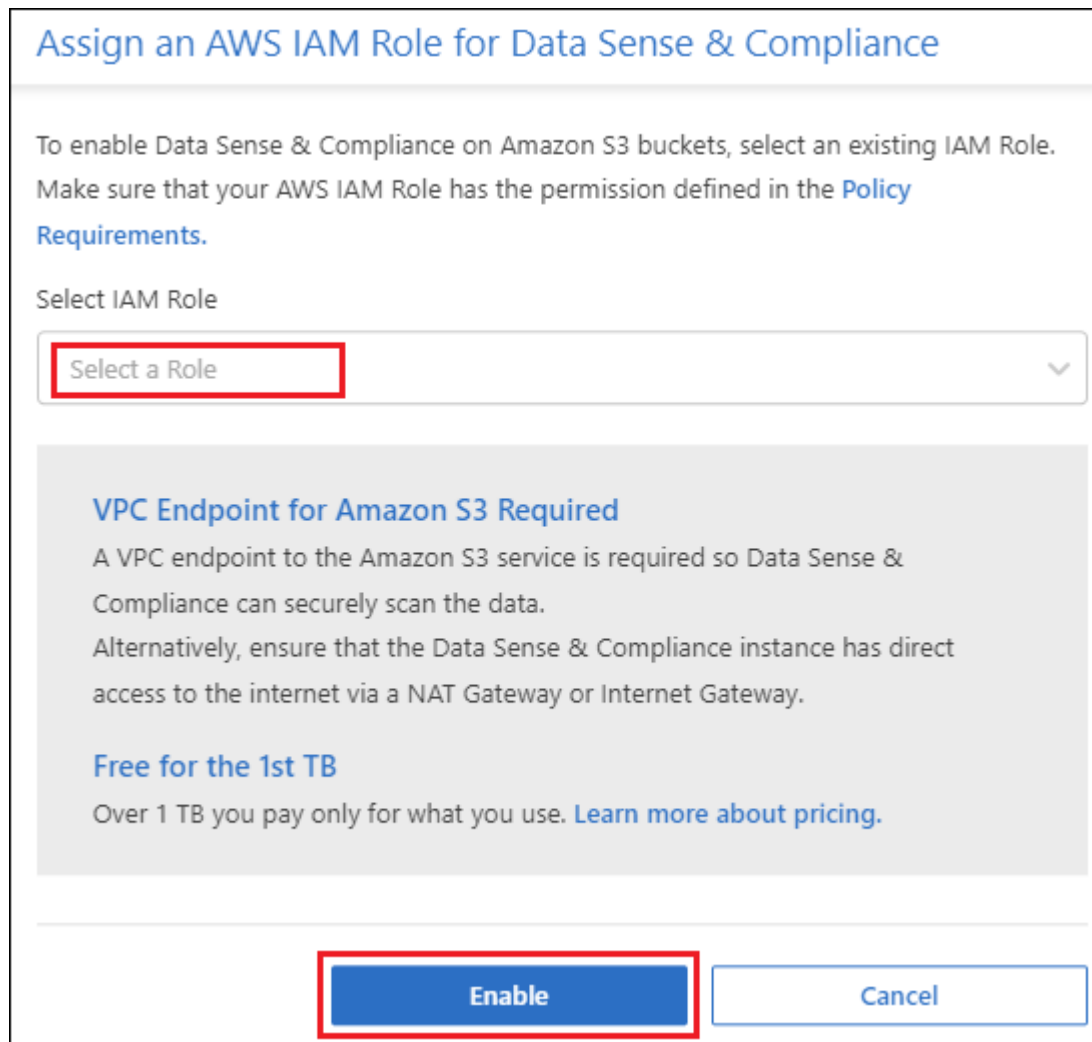 Assign an AWS IAM Role for Data Sense & Compliance
To enable Data Sense & Compliance on Amazon S3 buckets, select an existing IAM Role.
Make sure that your AWS IAM Role has the permission defined in the Policy
Requirements.
Select IAM Role
Select a Role
VPC Endpoint for Amazon S3 Required
A VPC endpoint to the Amazon S3 service is required so Data Sense &
Compliance can securely scan the data.
Alternatively, ensure that the Data Sense & Compliance instance has direct
access to the internet via a NAT Gateway or Internet Gateway.
Free for the 1st TB
Over 1 TB you pay only for what you use. Learn more about pricing.
Enable
Cancel